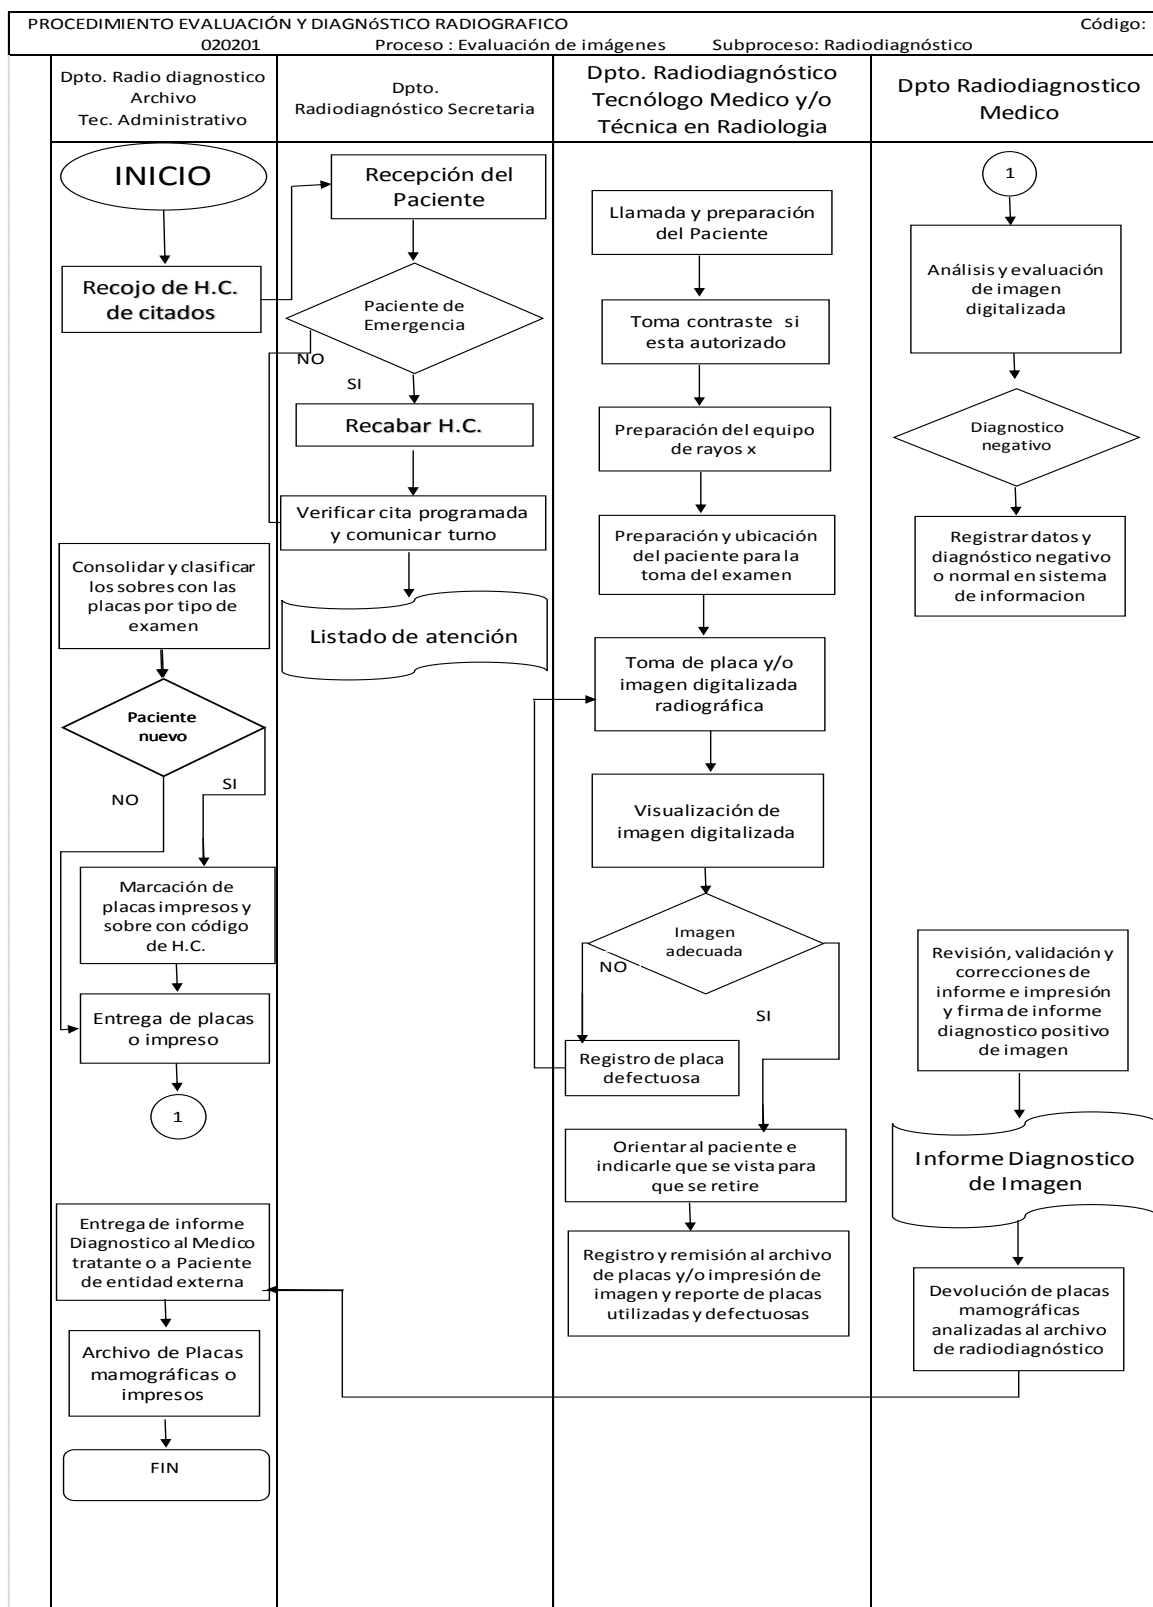 PROCEDIMIENTO EVALUACIÓN Y DIAGNóSTICO RADIOGRAFICO Código:
020201 Proceso : Evaluación de imágenes Subproceso: Radiodiagnóstico
Dpto. Radio diagnostico
Archivo
Tec. Administrativo
Dpto.
Radiodiagnóstico Secretaria
Dpto. Radiodiagnóstico
Tecnólogo Medico y/o
Técnica en Radiologia
Dpto Radiodiagnostico
Medico
INICIO
Recojo de H.C.
de citados
Consolidar y clasificar
los sobres con las
placas por tipo de
examen
Paciente
nuevo
SI
NO
Marcación de
placas impresos y
sobre con código
de H.C.
Entrega de placas
o impreso
1
Entrega de informe
Diagnostico al Medico
tratante o a Paciente
de entidad externa
Archivo de Placas
mamográficas o
impresos
FIN
Recepción del
Paciente
Paciente de
Emergencia
NO
SI
Recabar H.C.
Verificar cita programada
y comunicar turno
Listado de atención
Llamada y preparación
del Paciente
Toma contraste si
esta autorizado
Preparación del equipo
de rayos x
Preparación y ubicación
del paciente para la
toma del examen
Toma de placa y/o
imagen digitalizada
radiográfica
Visualización de
imagen digitalizada
Imagen
adecuada
NO
SI
Registro de placa
defectuosa
Orientar al paciente e
indicarle que se vista para
que se retire
Registro y remisión al archivo
de placas y/o impresión de
imagen y reporte de placas
utilizadas y defectuosas
1
Análisis y evaluación
de imagen
digitalizada
Diagnostico
negativo
Registrar datos y
diagnóstico negativo
o normal en sistema
de informacion
Revisión, validación y
correcciones de
informe e impresión
y firma de informe
diagnostico positivo
de imagen
Informe Diagnostico
de Imagen
Devolución de placas
mamográficas
analizadas al archivo
de radiodiagnóstico